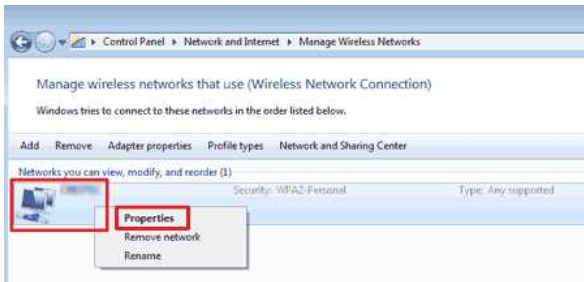 Control Panel ▸ Network and Internet ▸ Manage Wireless Networks
Manage wireless networks that use (Wireless Network Connection)
Windows tries to connect to these networks in the order listed below.
Add Remove Adapter properties Profile types Network and Sharing Center
Networks you can view, modify, and reorder (1)
Security: WPA2-Personal Type: Any supported
Properties
Remove network
Rename